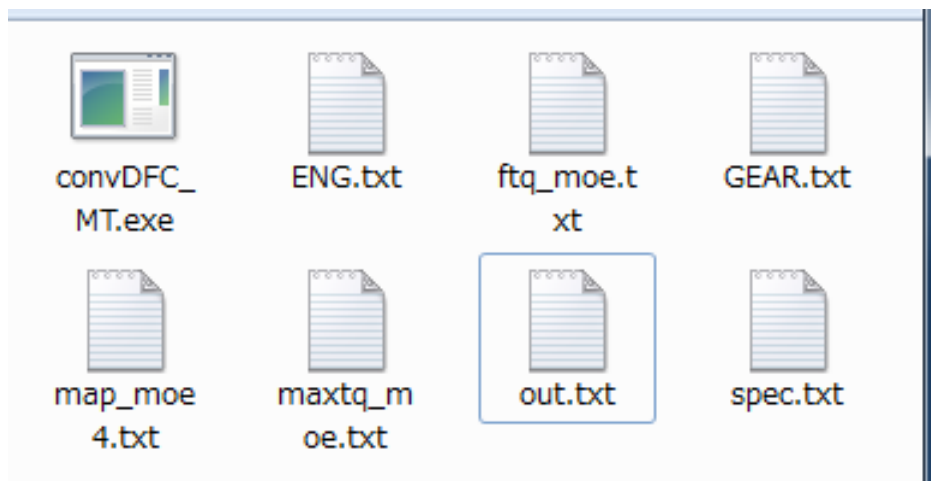 convDFC_
MT.exe
ENG.txt
ftq_moe.t
xt
GEAR.txt
map_moe
4.txt
maxtq_m
oe.txt
out.txt
spec.txt